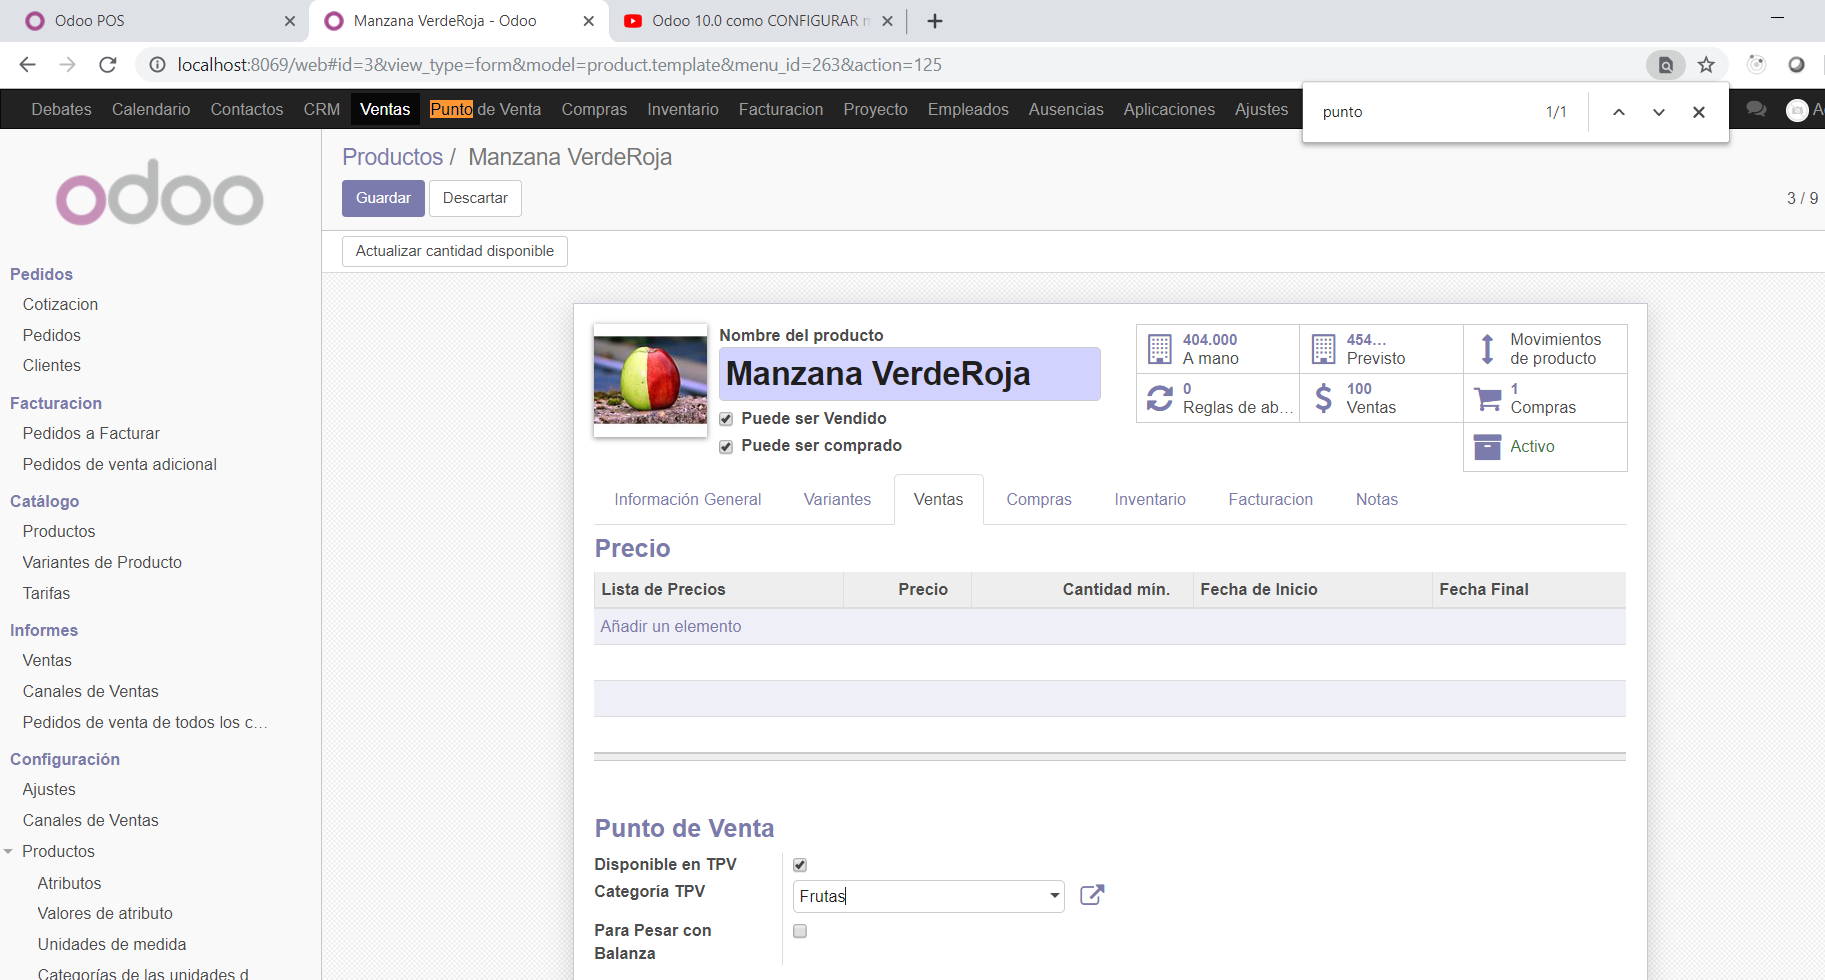 Odoo POS
Manzana VerdeRoja - Odoo
Odoo 10.0 como CONFIGURAR
localhost:8069/web#id=3&view_type=form&model=product.template&menu_id=263&action=125
Debates Calendario Contactos CRM Ventas Punto de Venta Compras Inventario Facturacion Proyecto Empleados Ausencias Aplicaciones Ajustes
punto 1/1
odoo
Productos / Manzana VerdeRoja
Guardar Descartar
3 / 9
Actualizar cantidad disponible
Pedidos
Cotizacion
Pedidos
Clientes
Facturacion
Pedidos a Facturar
Pedidos de venta adicional
Catálogo
Productos
Variantes de Producto
Tarifas
Informes
Ventas
Canales de Ventas
Pedidos de venta de todos los c...
Configuración
Ajustes
Canales de Ventas
Productos
Atributos
Valores de atributo
Unidades de medida
Categorías de las unidades d
Nombre del producto
Manzana VerdeRoja
Puede ser Vendido
Puede ser comprado
404.000 A mano
454... Previsto
Movimientos de producto
0 Reglas de ab...
100 Ventas
1 Compras
Activo
Información General Variantes Ventas Compras Inventario Facturacion Notas
Precio
Lista de Precios Precio Cantidad mín. Fecha de Inicio Fecha Final
Añadir un elemento
Punto de Venta
Disponible en TPV
Categoría TPV Frutas
Para Pesar con
Balanza